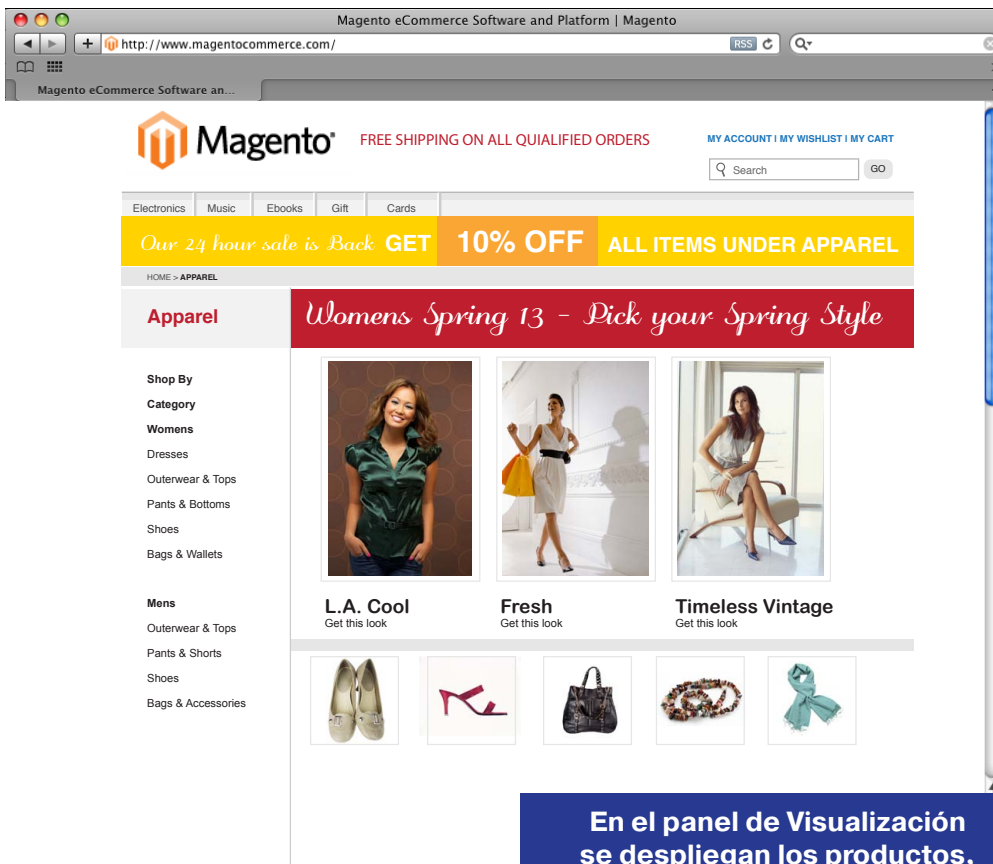 Magento eCommerce Software and Platform | Magento
http://www.magentocommerce.com/
RSS
Magento eCommerce Software an...
Magento
FREE SHIPPING ON ALL QUIALIFIED ORDERS
MY ACCOUNT I MY WISHLIST I MY CART
Search
GO
Electronics Music Ebooks Gift Cards
Our 24 hour sale is Back GET 10% OFF ALL ITEMS UNDER APPAREL
HOME > APPAREL
Apparel
Womens Spring 13 - Pick your Spring Style
Shop By
Category
Womens
Dresses
Outerwear & Tops
Pants & Bottoms
Shoes
Bags & Wallets
Mens
Outerwear & Tops
Pants & Shorts
Shoes
Bags & Accessories
L.A. Cool
Get this look
Fresh
Get this look
Timeless Vintage
Get this look
En el panel de Visualización
se despliegan los productos,